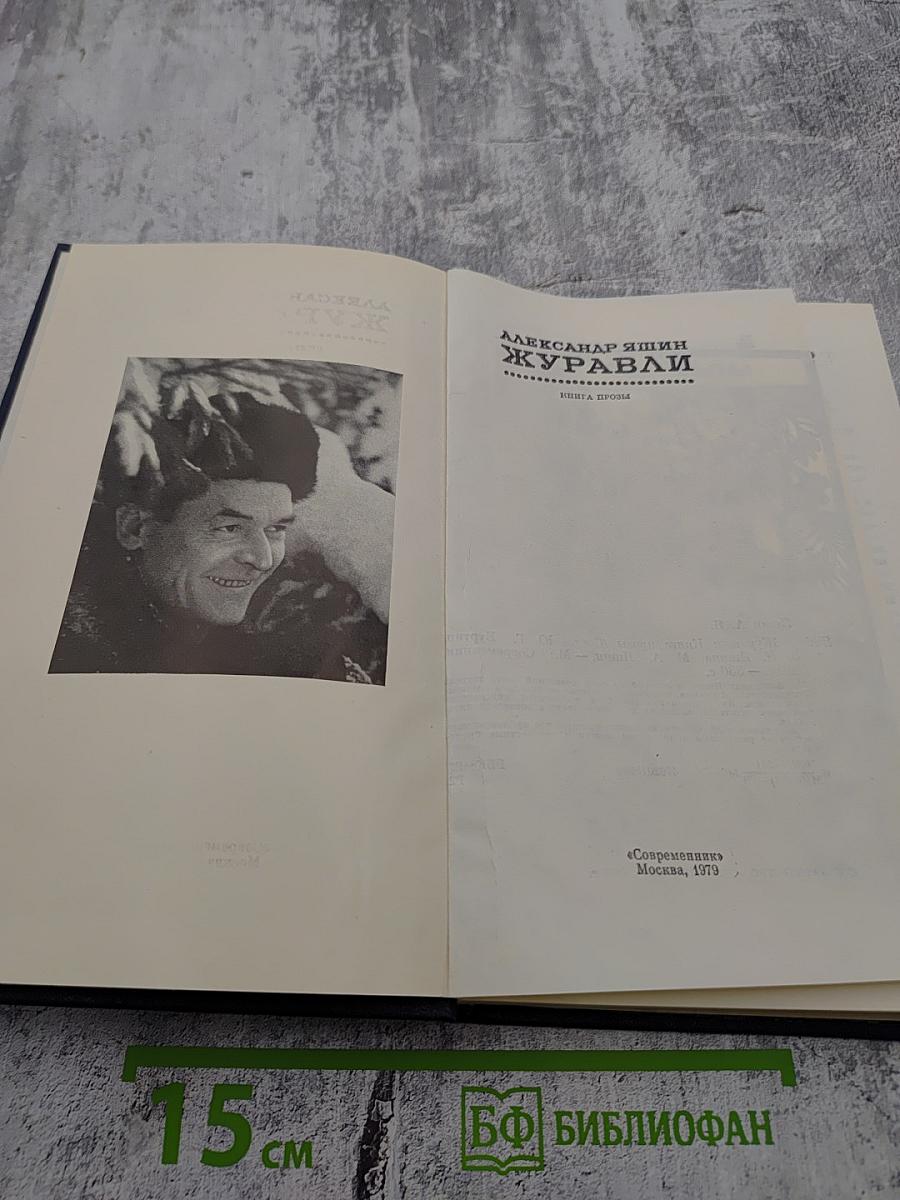 АЛЕКСАНДР ЯШИН
ЖУРАВЛИ
КНИГА ПРОЗЫ
«Современник»
Москва, 1979
15 см
БФ БИБЛИОФАН